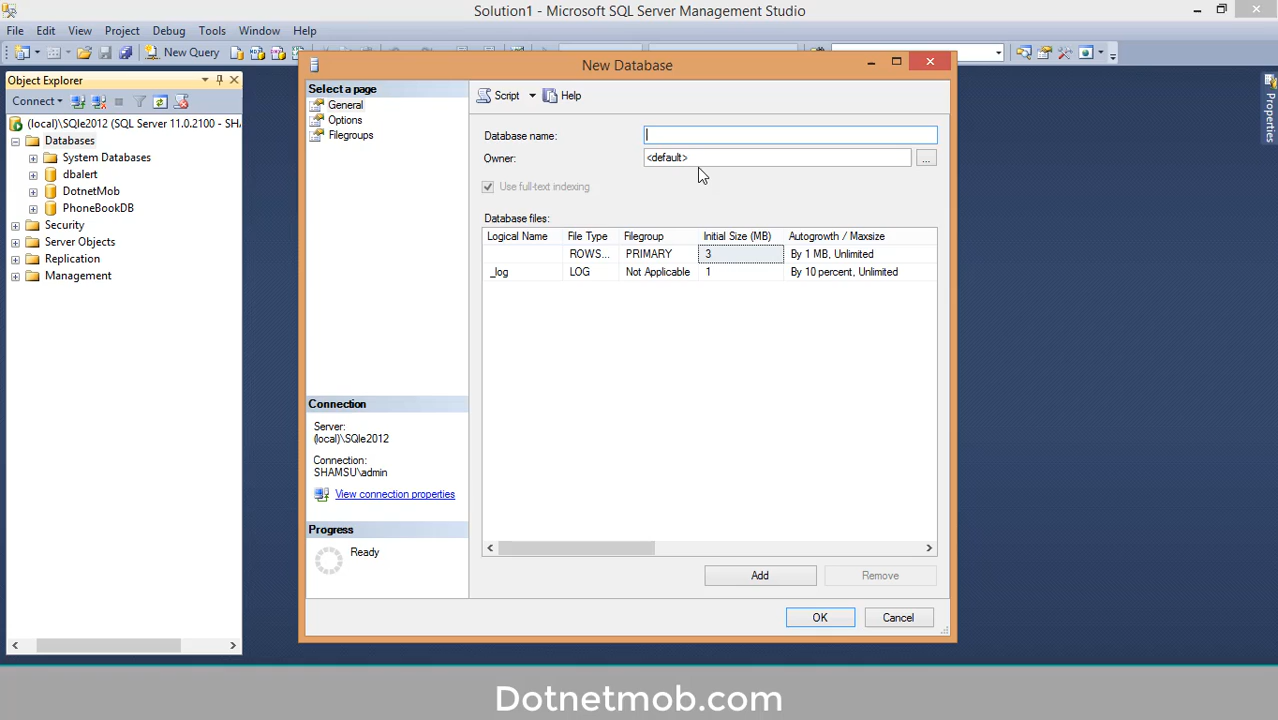 Solution1 - Microsoft SQL Server Management Studio
File Edit View Project Debug Tools Window Help
New Query
Object Explorer
Connect
(local)\SQle2012 (SQL Server 11.0.2100 - SHA
Databases
System Databases
dbalert
DotnetMob
PhoneBookDB
Security
Server Objects
Replication
Management
New Database
Select a page
General
Options
Filegroups
Connection
Server:
(local)\SQle2012
Connection:
SHAMSU\admin
View connection properties
Progress
Ready
Script Help
Database name:
Owner: <default> ...
Use full-text indexing
Database files:
Logical Name File Type Filegroup Initial Size (MB) Autogrowth / Maxsize
ROWS... PRIMARY 3 By 1 MB, Unlimited
_log LOG Not Applicable 1 By 10 percent, Unlimited
Add Remove
OK Cancel
Properties
Dotnetmob.com